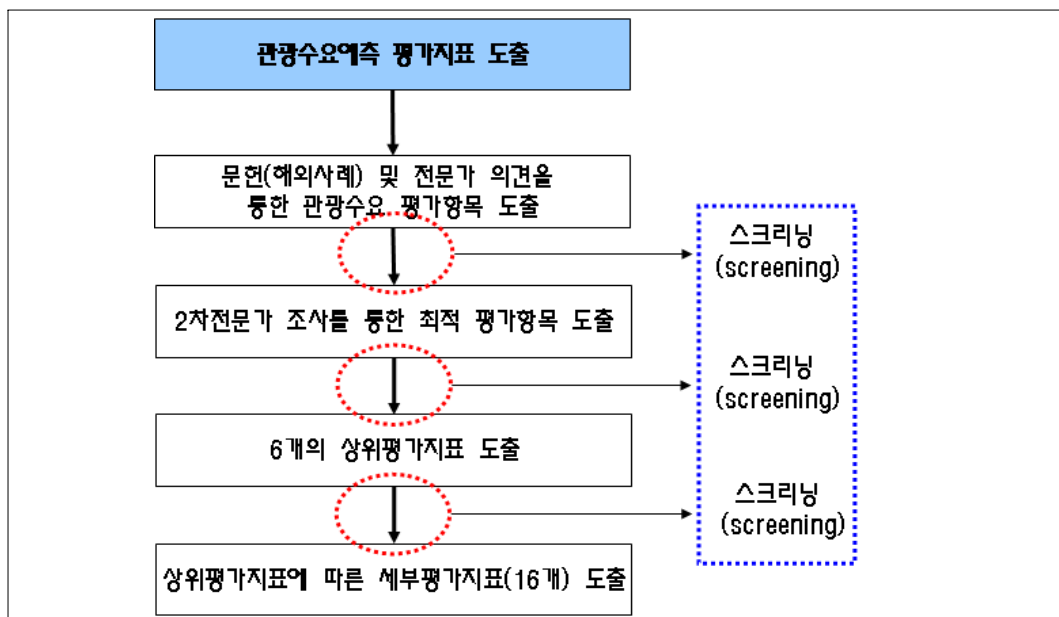 관광수요예측 평가지표 도출
문헌(해외사례) 및 전문가 의견을
통한 관광수요 평가항목 도출
스크리닝
(screening)
2차전문가 조사를 통한 최적 평가항목 도출
스크리닝
(screening)
6개의 상위평가지표 도출
스크리닝
(screening)
상위평가지표에 따른 세부평가지표(16개) 도출